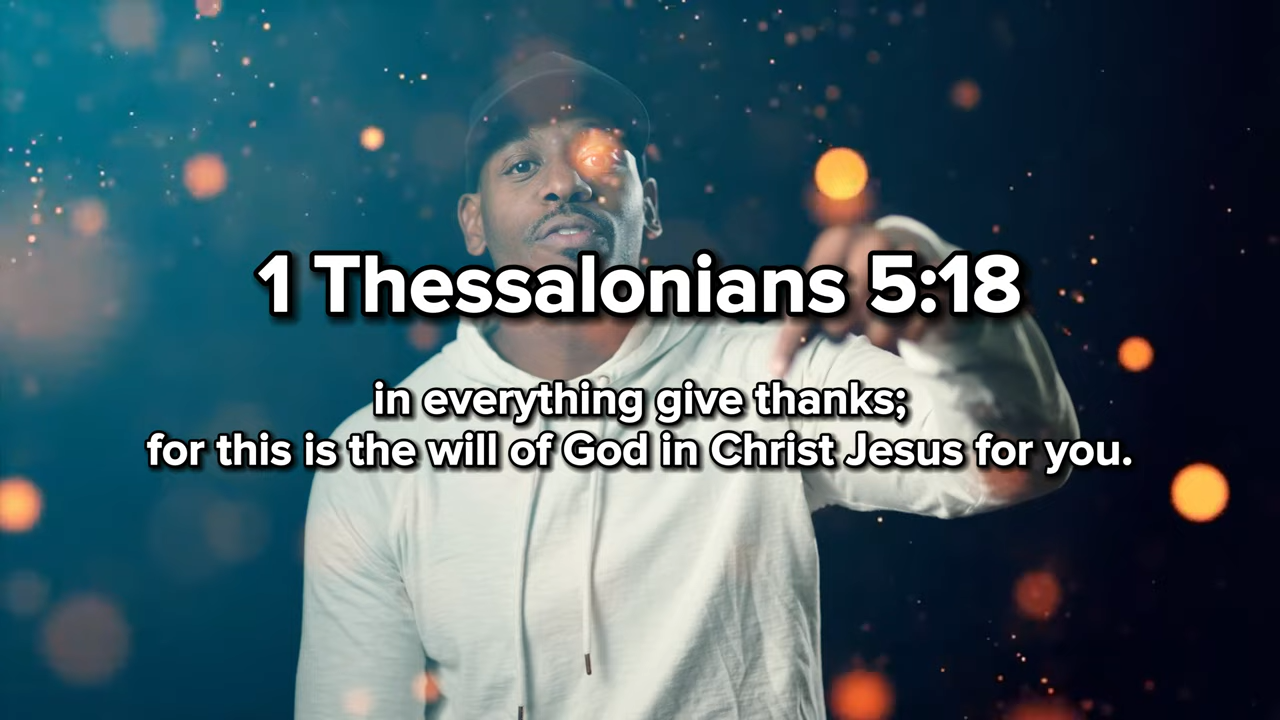 1 Thessalonians 5:18
in everything give thanks;
for this is the will of God in Christ Jesus for you.